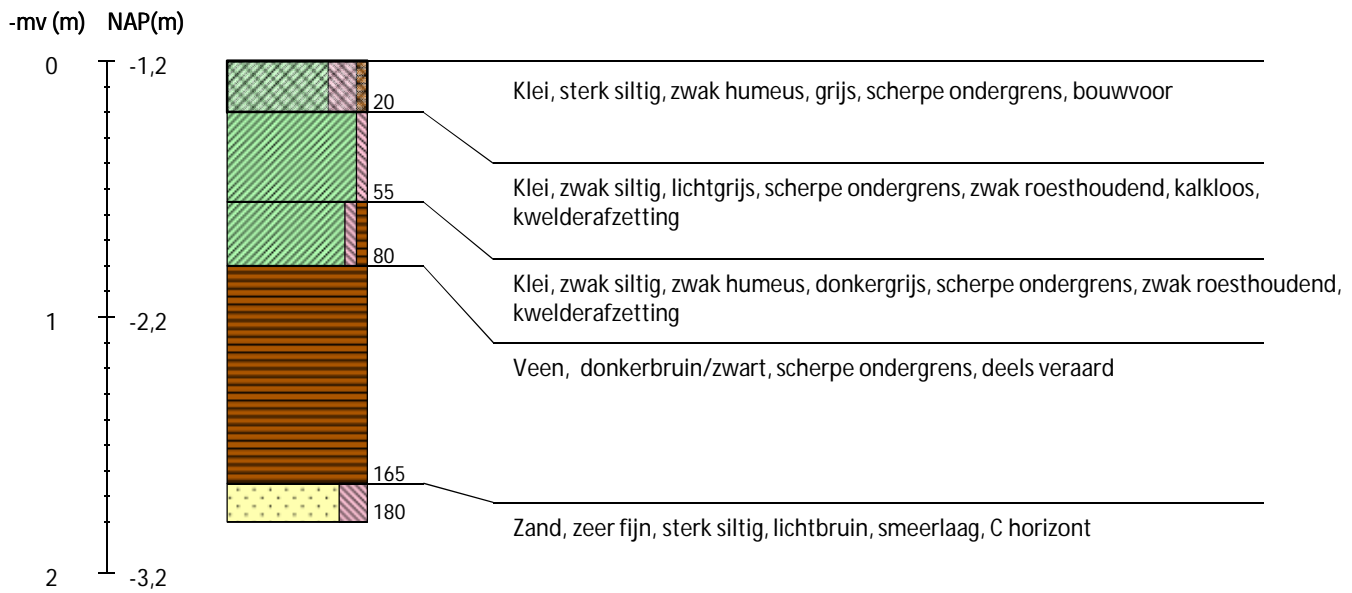 -mv (m) NAP(m)
0 -1,2
20
Klei, sterk siltig, zwak humeus, grijs, scherpe ondergrens, bouwvoor
55
Klei, zwak siltig, lichtgrijs, scherpe ondergrens, zwak roesthoudend, kalkloos,
kwelderafzetting
80
Klei, zwak siltig, zwak humeus, donkergrijs, scherpe ondergrens, zwak roesthoudend,
kwelderafzetting
1 -2,2
Veen, donkerbruin/zwart, scherpe ondergrens, deels veraard
165
180
Zand, zeer fijn, sterk siltig, lichtbruin, smeerlaag, C horizont
2 -3,2